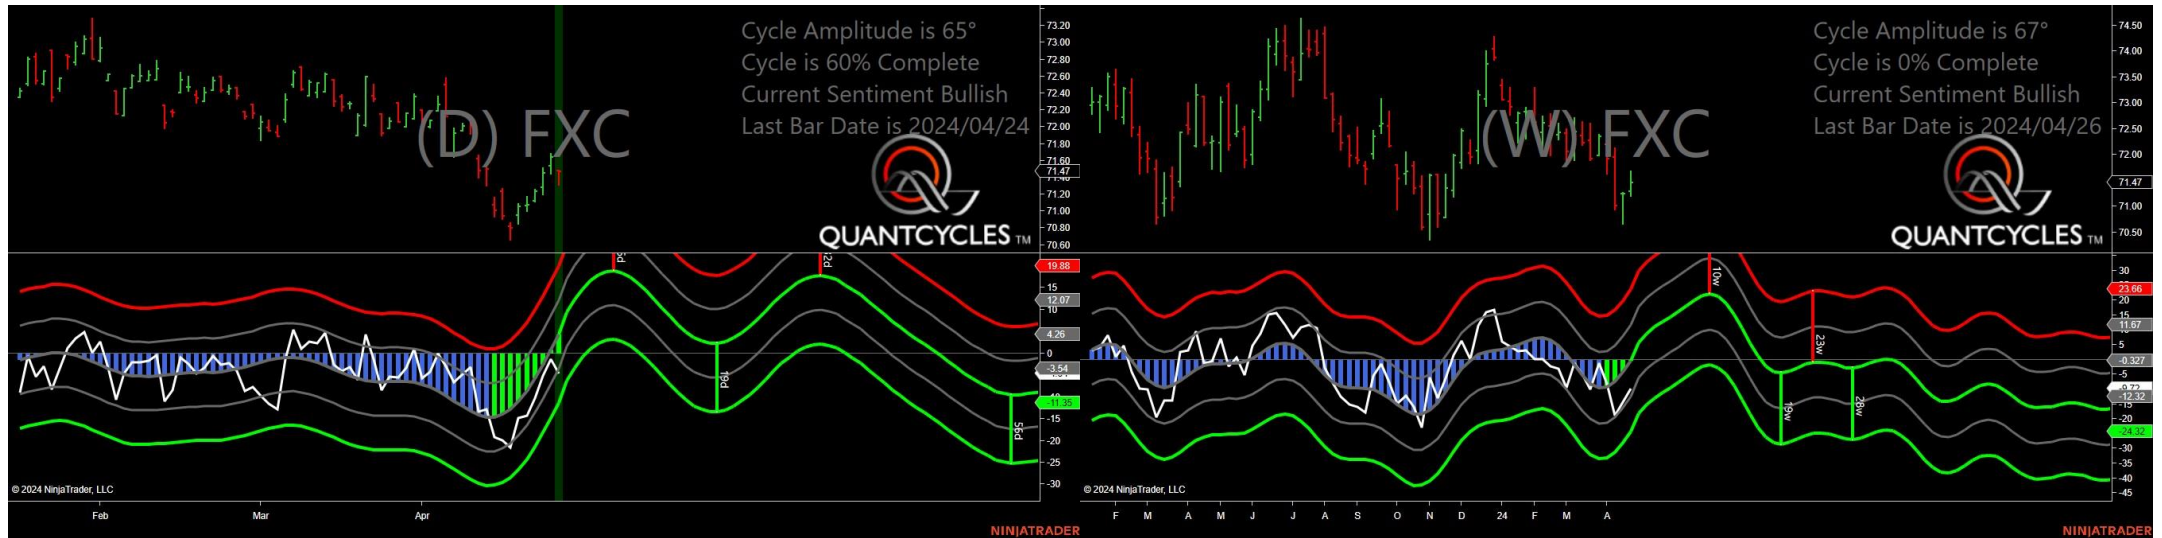 Cycle Amplitude is 65°
Cycle is 60% Complete
Current Sentiment Bullish
Last Bar Date is 2024/04/24
(D) FXC
QUANTCYCLES TM
73.20
73.00
72.80
72.60
72.40
72.20
72.00
71.80
71.60
71.47
71.20
71.00
70.80
70.60
32d
19d
56d
19.88
15
12.07
10
4.26
0
-3.54
-11.35
-15
-20
-25
-30
© 2024 NinjaTrader, LLC
Feb
Mar
Apr
NINJATRADER
Cycle Amplitude is 67°
Cycle is 0% Complete
Current Sentiment Bullish
Last Bar Date is 2024/04/26
(W) FXC
QUANTCYCLES TM
74.50
74.00
73.50
73.00
72.50
72.00
71.47
71.00
70.50
10w
23w
19w
28w
30
23.66
20
15
11.67
5
-0.327
-5
-9.72
-12.32
-15
-20
-24.32
-30
-35
-40
-45
© 2024 NinjaTrader, LLC
F M A M J J A S O N D 24 F M A
NINJATRADER